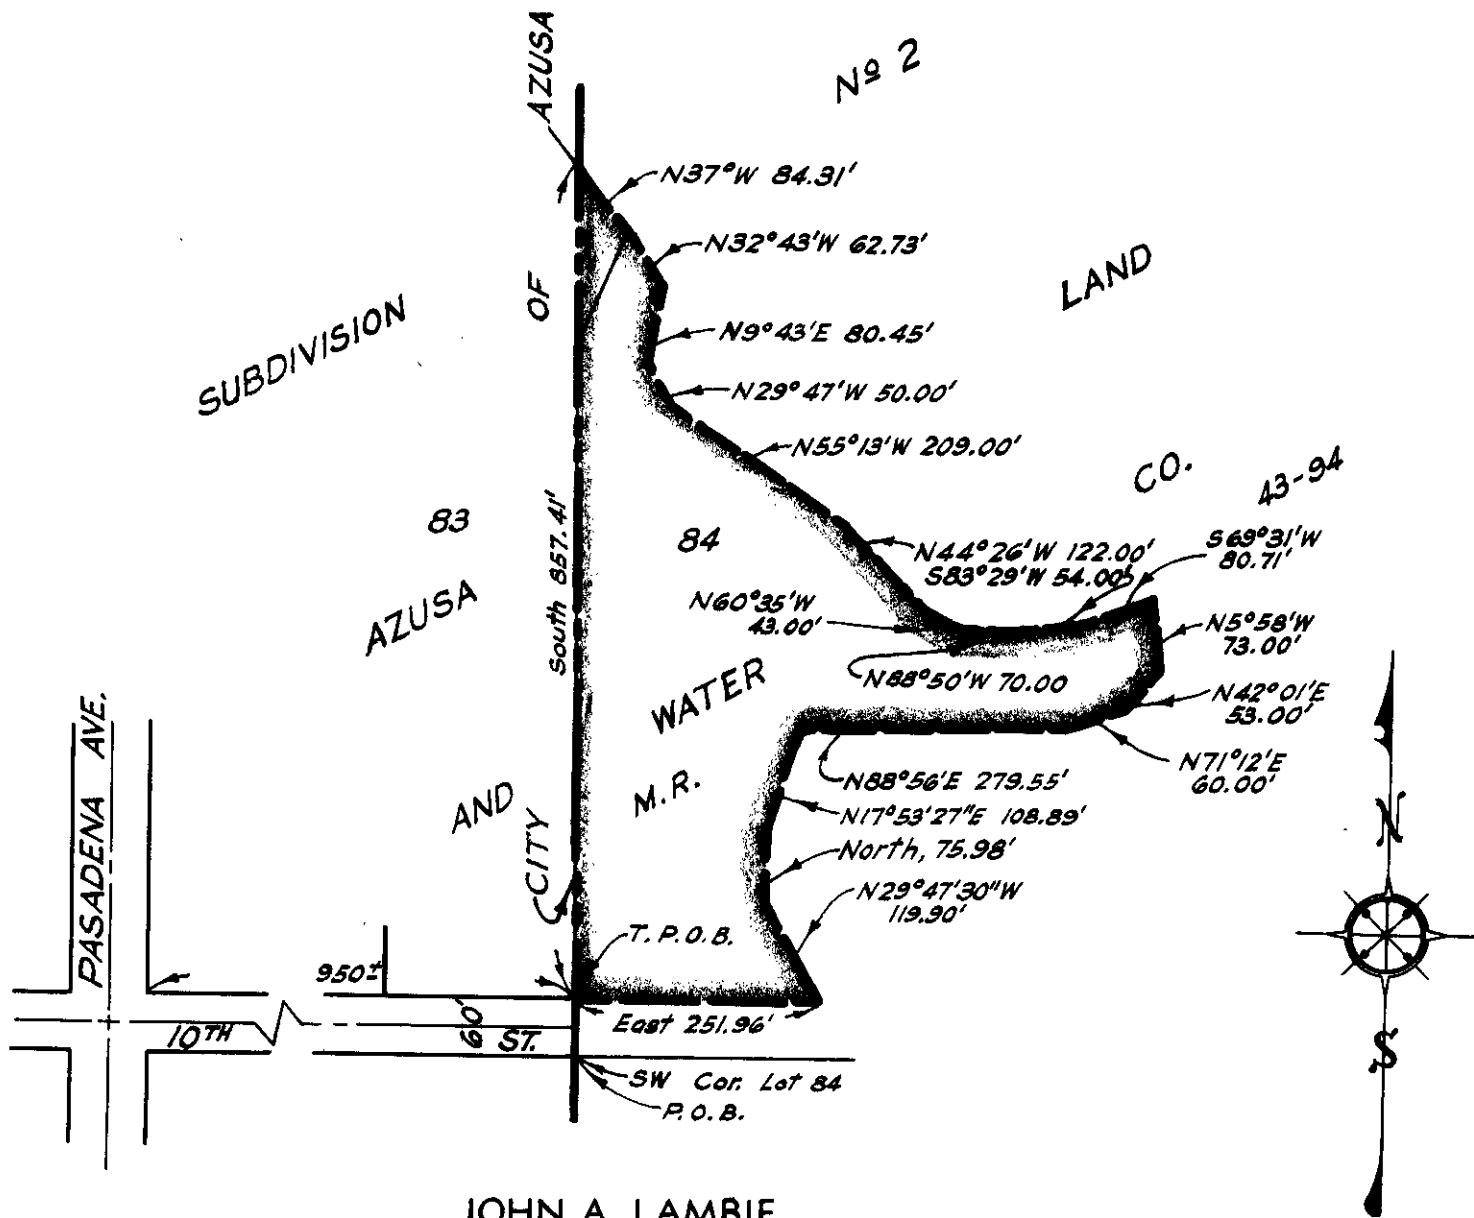 AZUSA
Nº 2
N37°W 84.31'
N32°43'W 62.73'
OF
LAND
SUBDIVISION
N9°43'E 80.45'
N29°47'W 50.00'
N55°13'W 209.00'
CO.
43-94
83
84
South 857.41'
N44°26'W 122.00'
S83°29'W 54.00'
S69°31'W
80.71'
AZUSA
N60°35'W
43.00'
N5°58'W
73.00'
N88°50'W 70.00
WATER
N42°01'E
53.00'
PASADENA AVE.
N71°12'E
60.00'
N88°56'E 279.55'
M.R.
AND
N17°53'27"E 108.89'
N
CITY
North, 75.98'
N29°47'30"W
119.90'
T.P.O.B.
950±
60'
10TH
ST.
East 251.96'
S
SW Cor. Lot 84
P.O.B.
JOHN A. LAMBIE